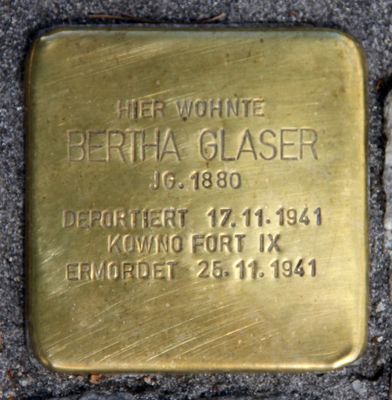 HIER WOHNTE
BERTHA GLASER
JG. 1880
DEPORTIERT 17.11.1941
KOWNO FORT IX
ERMORDET 25.11.1941